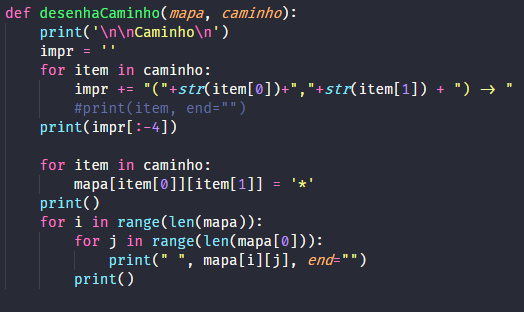 def desenhaCaminho(mapa, caminho):
    print('\n\nCaminho\n')
    impr = ''
    for item in caminho:
        impr += "("+str(item[0])+","+str(item[1]) + ") -> "
        #print(item, end="")
    print(impr[:-4])

    for item in caminho:
        mapa[item[0]][item[1]] = '*'
    print()
    for i in range(len(mapa)):
        for j in range(len(mapa[0])):
            print(" ", mapa[i][j], end="")
        print()